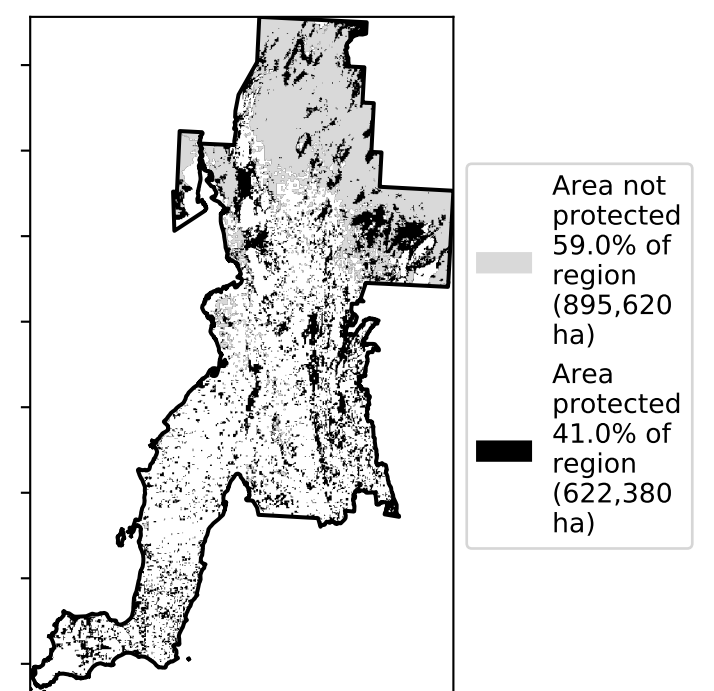 Area not
protected
59.0% of
region
(895,620
ha)
Area
protected
41.0% of
region
(622,380
ha)